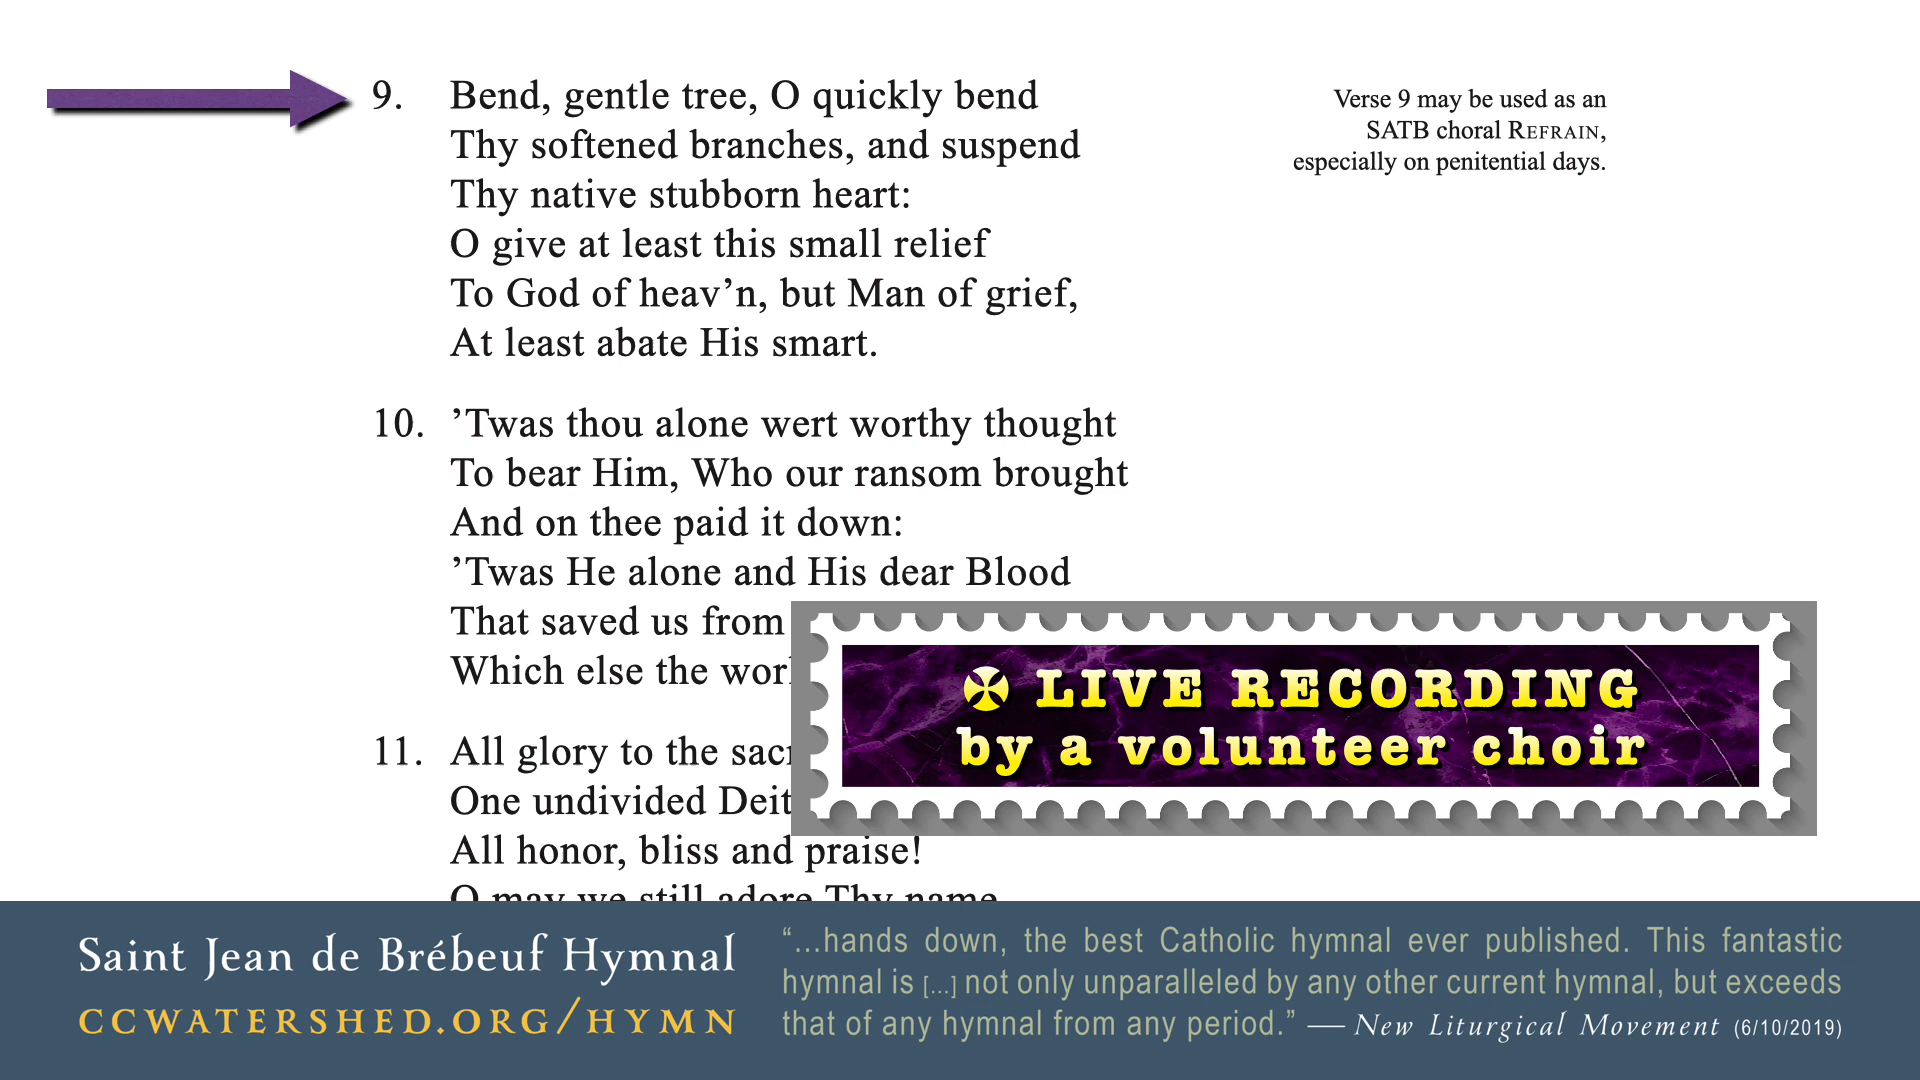 9. Bend, gentle tree, O quickly bend
Thy softened branches, and suspend
Thy native stubborn heart:
O give at least this small relief
To God of heav’n, but Man of grief,
At least abate His smart.
Verse 9 may be used as an
SATB choral REFRAIN,
especially on penitential days.
10. ’Twas thou alone wert worthy thought
To bear Him, Who our ransom brought
And on thee paid it down:
’Twas He alone and His dear Blood
That saved us from
Which else the
11. All glory to the
One undivided
All honor, bliss and praise!
O may we still adore Thy name
LIVE RECORDING
by a volunteer choir
Saint Jean de Brébeuf Hymnal
CCWATERSHED.ORG/HYMN
“...hands down, the best Catholic hymnal ever published. This fantastic
hymnal is [...] not only unparalleled by any other current hymnal, but exceeds
that of any hymnal from any period.” — New Liturgical Movement (6/10/2019)